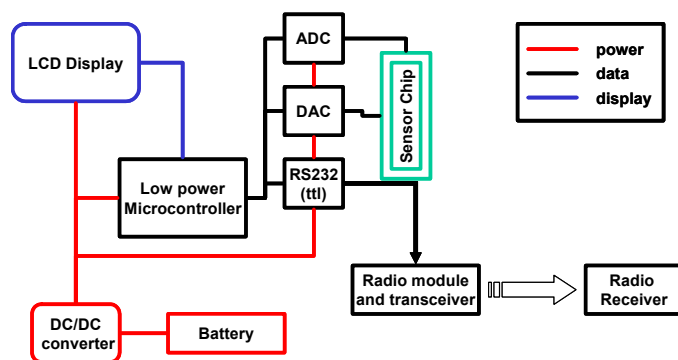 LCD Display
ADC
DAC
RS232
(ttl)
Sensor Chip
power
data
display
Low power
Microcontroller
Radio module
and transceiver
Radio
Receiver
DC/DC
converter
Battery